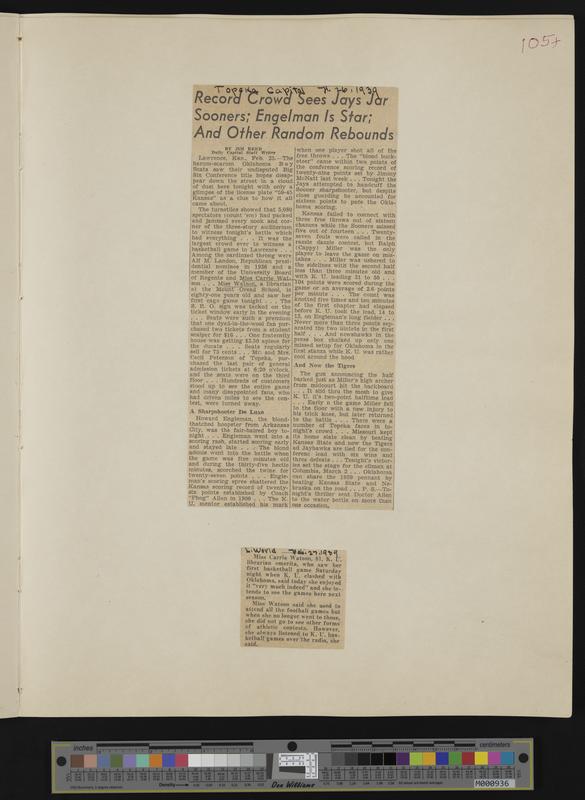 105+
Topeka Capital F. 26, 1939
Record Crowd Sees Jays Jar
Sooners; Engelman Is Star;
And Other Random Rebounds
BY JIM REED
Daily Capital Staff Writer
Lawrence, Kan., Feb. 25.—The
harum-scarum Oklahoma Boy
Scats saw their undisputed Big
Six Conference title hopes disap-
pear down the street in a cloud
of dust here tonight with only a
glimpse of the license plate "59-45
Kansas" as a clue to how it all
came about.
The turnstiles showed that 5,080
spectators (count 'em) had packed
and jammed every nook and cor-
ner of the three-story auditorium
to witness tonight's battle which
had everything . . . It was the
largest crowd ever to witness a
basketball game in Lawrence . . .
Among the sardined throng were
Alf M. Landon, Republican presi-
dential nominee in 1936 and a
member of the University Board
of Regents and Miss Carrie Wat-
son . . . Miss Watson, a librarian
at the Mount Oread School, is
eighty-one years old and saw her
first cage game tonight . . . The
S. R. O. sign was tacked on the
ticket window early in the evening
. . . Seats were such a premium
that one dyed-in-the-wool fan pur-
chased two tickets from a student
scalper for $16 . . . One fraternity
house was getting $3.50 apiece for
the ducats . . . Seats regularly
sell for 75 cents . . . Mr. and Mrs.
Cecil Peterson of Topeka, pur-
chased the last pair of general
admission tickets at 6:20 o'clock,
and the seats were on the third
floor . . . Hundreds of customers
stood up to see the entire game
and many disappointed fans, who
had driven miles to see the con-
test, were turned away.
A Sharpshooter De Luxe
Howard Engleman, the blond-
thatched hoopster from Arkansas
City, was the fair-haired boy to-
night . . . Engleman went into a
scoring rash, started scoring early
and stayed late . . . The blond
adonis went into the battle when
the game was five minutes old
and during the thirty-five hectic
minutes, scorched the twine for
twenty-seven points . . . Engle-
man's scoring spree shattered the
Kansas scoring record of twenty-
six points established by Coach
"Phog" Allen in 1908 . . . The K.
U. mentor established his mark
when one player shot all of the
free throws . . . The "blond buck-
eteer" came within two points of
the conference scoring record of
twenty-nine points set by Jimmy
McNatt last week . . . Tonight the
Jays attempted to handcuff the
Sooner sharpshooter, but despite
close guarding he accounted for
sixteen points to pace the Okla-
homa scoring.
Kansas failed to connect with
three free throws out of sixteen
chances while the Sooners missed
five out of fourteen . . . Twenty-
seven fouls were called in the
razzle dazzle contest, but Ralph
(Cappy) Miller was the only
player to leave the game on mis-
takes . . . Miller was ushered to
the sidelines with the second half
less than three minutes old and
with K. U. leading 31 to 30 . . .
104 points were scored during the
game or an average of 2.6 points
per minute . . . The count was
knotted five times and ten minutes
of the first chapter had elapsed
before K. U. took the lead, 14 to
12, on Engleman's long fielder . . .
Never more than three points sep-
arated the two quintets in the first
half . . . And newshawks in the
press box chalked up only one
missed setup for Oklahoma in the
first stanza while K. U. was rather
cool around the hood
And Now the Tigers
The gun announcing the half
barked just as Miller's high archer
from midcourt hit the backboard
. . . It slid thru the mesh to give
K. U. it's two-point halftime lead
. . . Early n the game Miller fell
to the floor with a new injury to
his trick knee, but later returned
to the battle . . . There were a
number of Topeka faces in to-
night's crowd . . . Missouri kept
its home slate clean by beating
Kansas State and now the Tigers
and Jayhawks are tied for the con-
ference lead with six wins and
three defeats . . . Tonight's victor-
ies set the stage for the climax at
Columbia, March 2 . . . Oklahoma
can share the 1939 pennant by
beating Kansas State and Ne-
braska on the road . . . P. S.—To-
night's thriller sent Doctor Allen
to the water bottle on more than
one occasion.
L. World Feb. 27, 1939
Miss Carrie Watson, 81, K. U.
librarian emerita, who saw her
first basketball game Saturday
night when K. U. clashed with
Oklahoma, said today she enjoyed
it "very much indeed" and she in-
tends to see the games here next
season.
Miss Watson said she used to
attend all the football games but
when she no longer went to those,
she did not go to see other forms
of athletic contests. However,
she always listened to K. U. bas-
ketball games over the radio, she
said.
inches
centimeters
Density
Don Williams
M000936